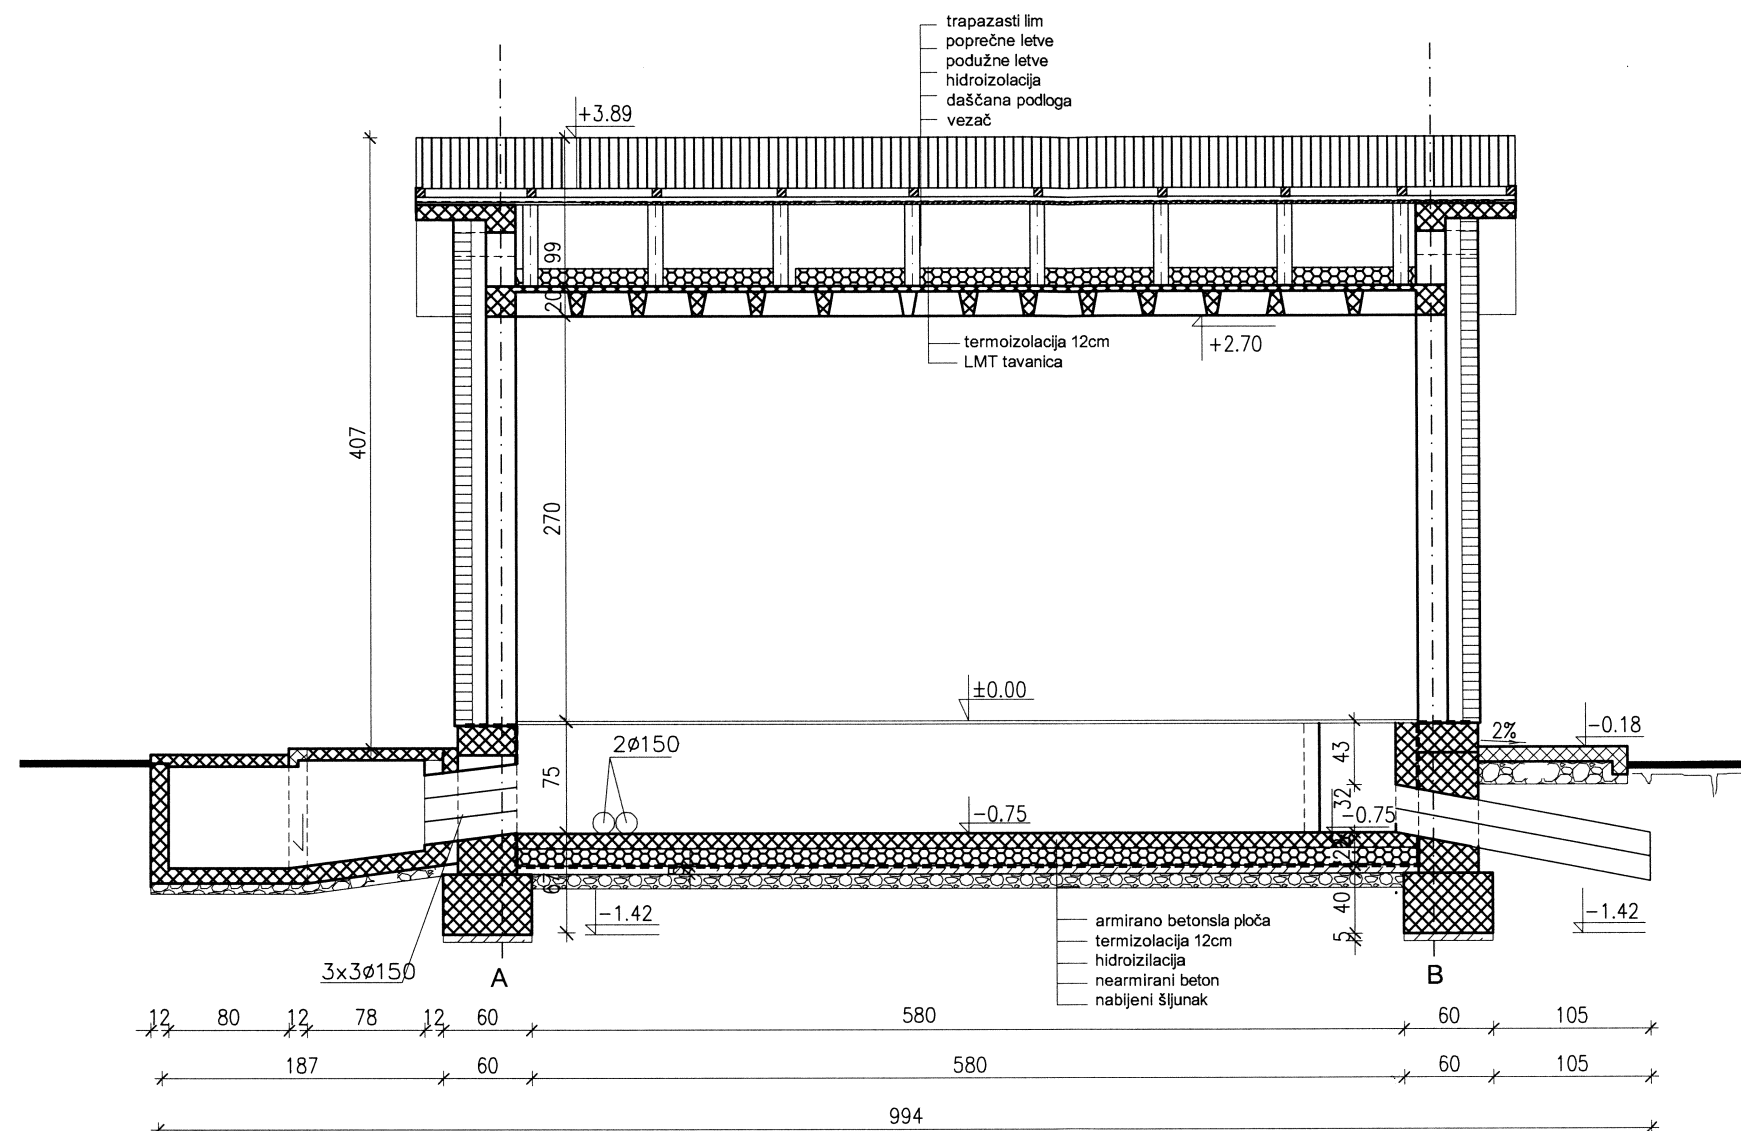 trapazasti lim
poprečne letve
podužne letve
hidroizolacija
daščana podloga
vezač
+3.89
99
20
termoizolacija 12cm
LMT tavanica
+2.70
407
270
±0.00
2%
-0.18
2ø150
43
75
32
-0.75
-0.75
67
-1.42
40
-1.42
5
armirano betonsla ploča
termizolacija 12cm
hidroizilacija
nearmirani beton
nabijeni šljunak
3x3ø150
A
B
12 80 12 78 12 60 580 60 105
187 60 580 60 105
994